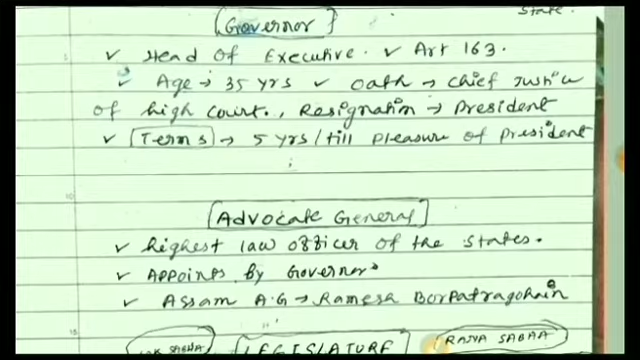 State.
Governor
✓ Head of Executive. ✓ Art 163.
✓ Age → 35 yrs ✓ Oath → Chief Justice
of high Court., Resignation → President
✓ Terms → 5 yrs/till pleasure of President
Advocate General
✓ highest law officer of the states.
✓ Appoints by Governor
✓ Assam A.G → Ramesh Borpatragohain
LOK SABHA LEGISLATURE RAJYA SABAA